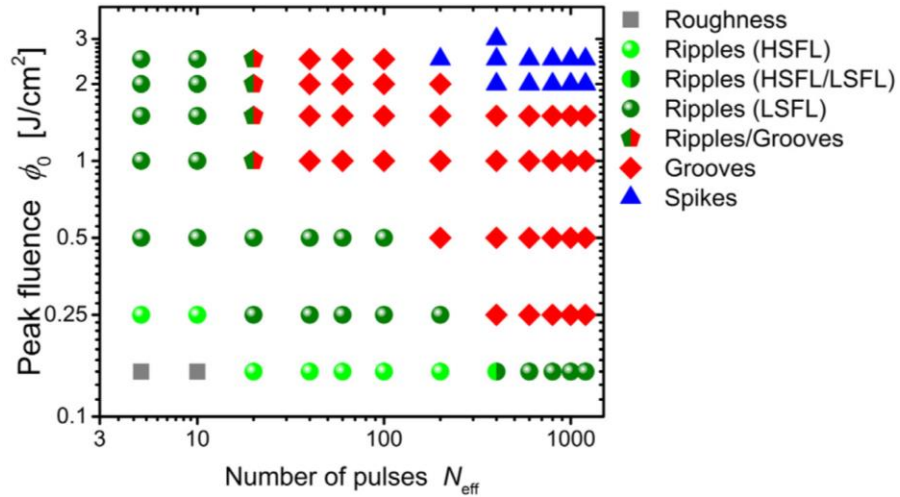 3
2
1
0.5
0.25
0.1
Peak fluence ϕ₀ [J/cm²]
3
10
100
1000
Number of pulses N_eff
Roughness
Ripples (HSFL)
Ripples (HSFL/LSFL)
Ripples (LSFL)
Ripples/Grooves
Grooves
Spikes